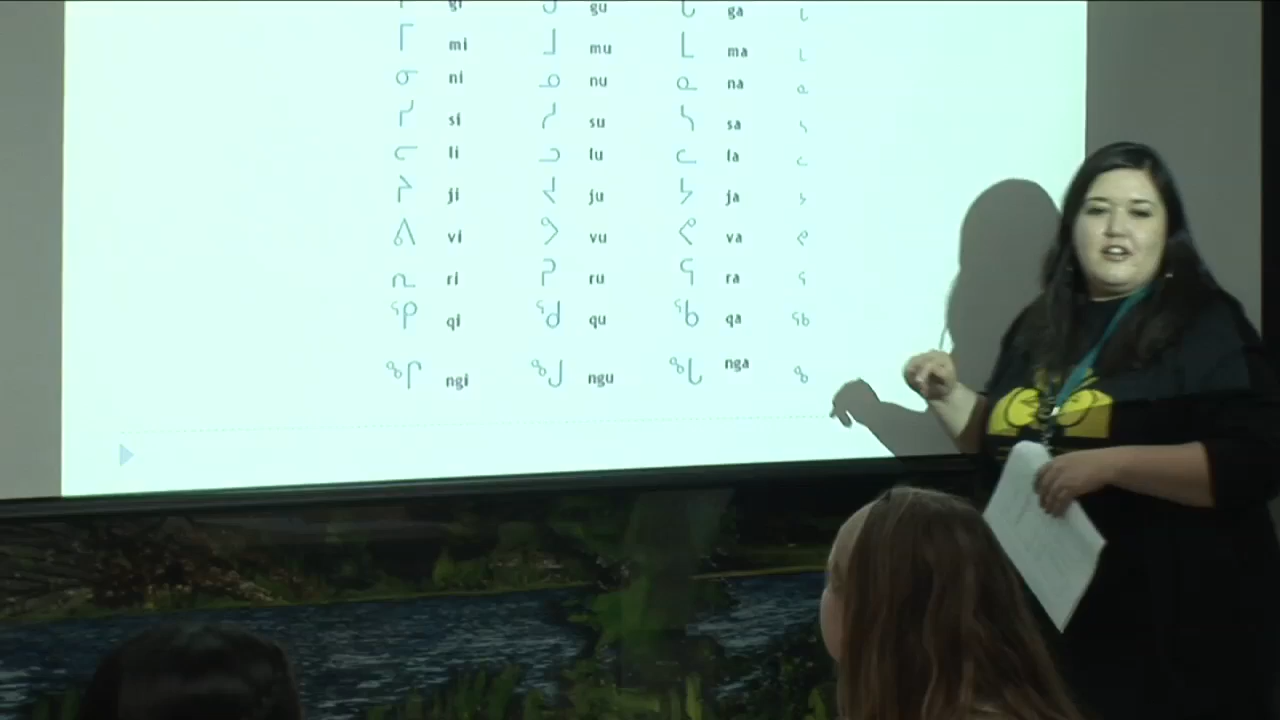 ᒋ gi ᒍ gu ᒐ ga ᒡ
ᒥ mi ᒧ mu ᒪ ma ᒻ
ᓂ ni ᓄ nu ᓇ na ᓐ
ᓯ si ᓱ su ᓴ sa ᔅ
ᓕ li ᓗ lu ᓚ la ᓪ
ᔨ ji ᔪ ju ᔭ ja ᔾ
ᕕ vi ᕗ vu ᕙ va ᕝ
ᕆ ri ᕈ ru ᕋ ra ᕐ
ᕿ qi ᖁ qu ᖃ qa ᖅ
ᖏ ngi ᖑ ngu ᖓ nga ᖕ